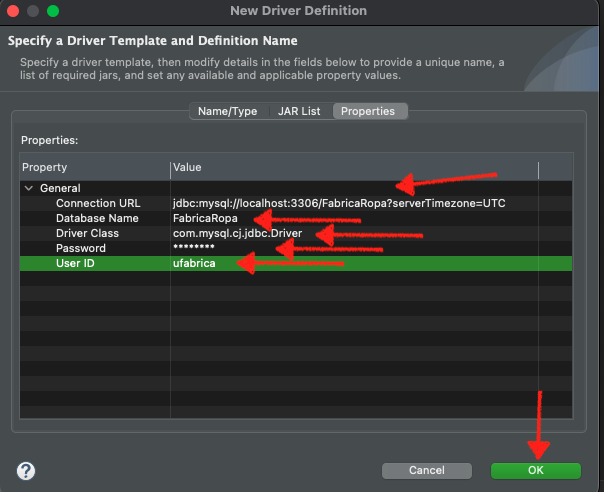 New Driver Definition
Specify a Driver Template and Definition Name
Specify a driver template, then modify details in the fields below to provide a unique name, a
list of required jars, and set any available and applicable property values.
Name/Type JAR List Properties
Properties:
Property Value
General
Connection URL jdbc:mysql://localhost:3306/FabricaRopa?serverTimezone=UTC
Database Name FabricaRopa
Driver Class com.mysql.cj.jdbc.Driver
Password ********
User ID ufabrica
? Cancel OK